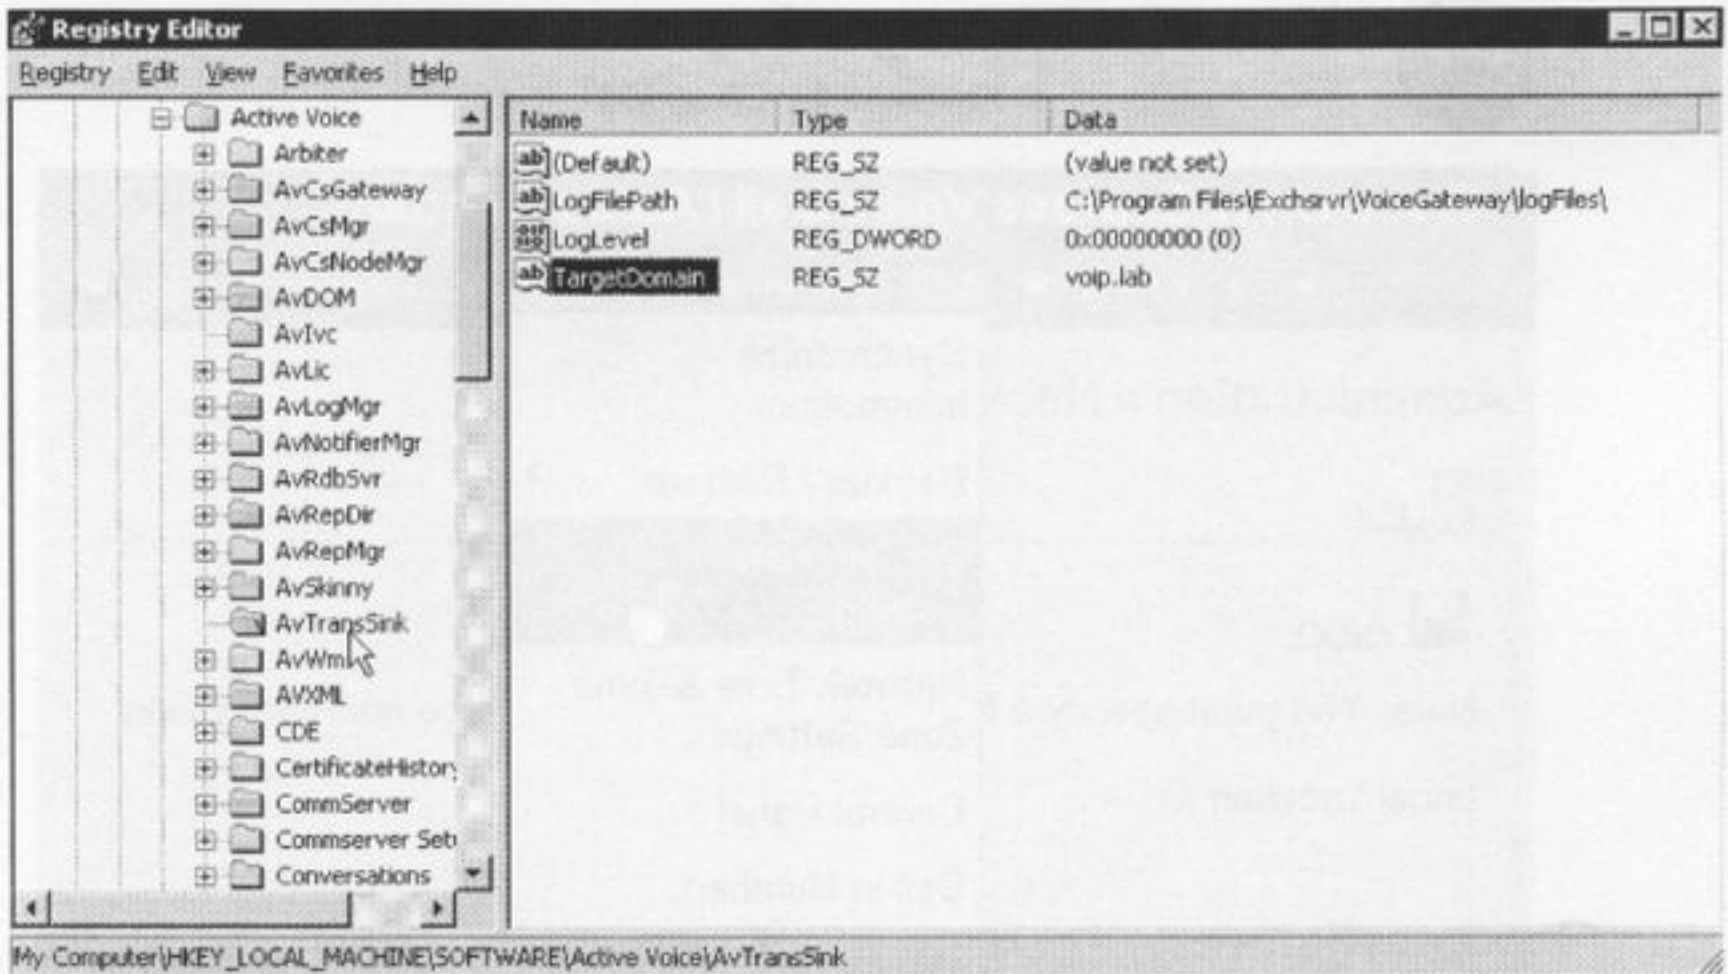 Registry Editor
Registry Edit View Favorites Help
Active Voice
Arbiter
AvCsGateway
AvCsMgr
AvCsNodeMgr
AvDOM
AvIvc
AvLic
AvLogMgr
AvNotifierMgr
AvRdbSvr
AvRepDir
AvRepMgr
AvSkinny
AvTransSink
AVXML
CDE
CertificateHistory
CommServer
Commserver Setu
Conversations
Name Type Data
(Default) REG_SZ (value not set)
LogFilePath REG_SZ C:\Program Files\Exchsrvr\VoiceGateway\logFiles\
LogLevel REG_DWORD 0x00000000 (0)
TargetDomain REG_SZ voip.lab
My Computer\HKEY_LOCAL_MACHINE\SOFTWARE\Active Voice\AvTransSink